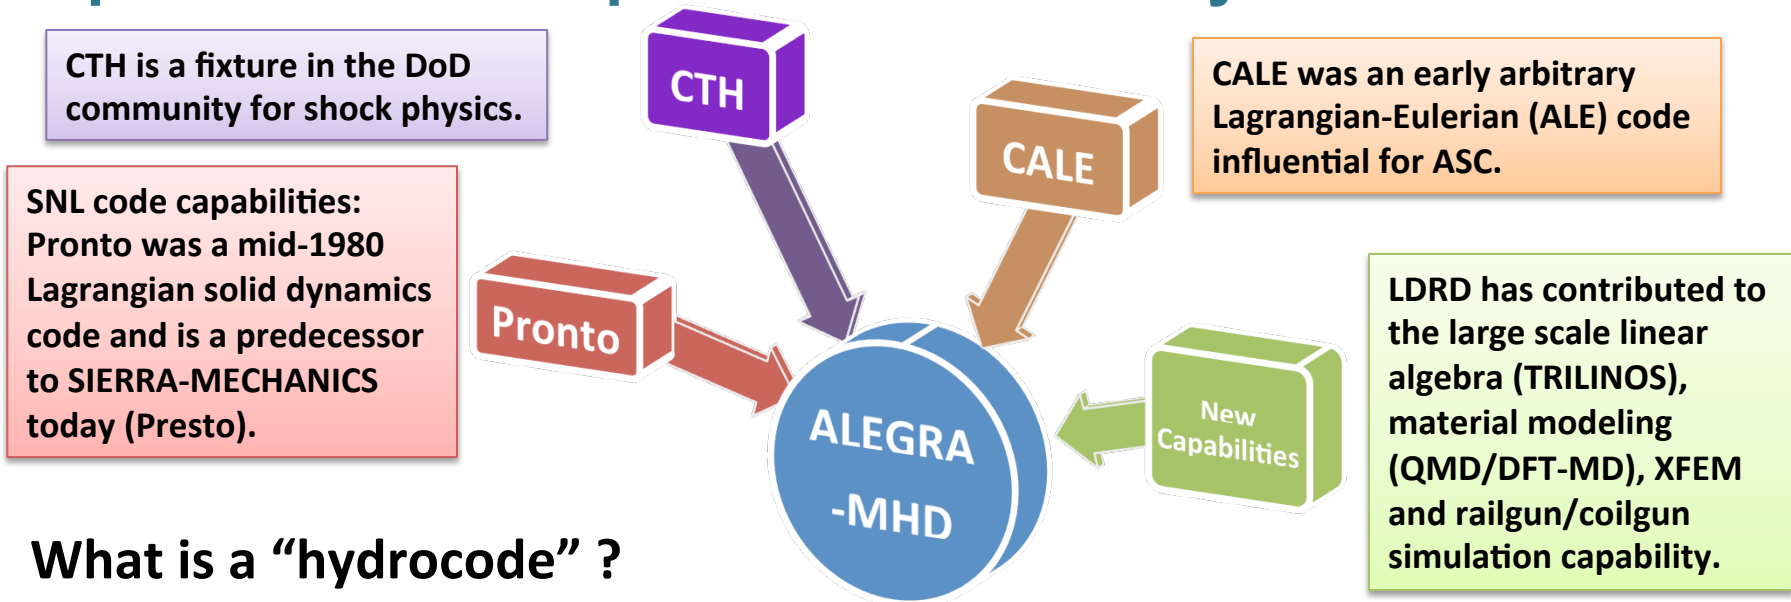 CTH is a fixture in the DoD
community for shock physics.
CTH
CALE was an early arbitrary
Lagrangian-Eulerian (ALE) code
influential for ASC.
CALE
SNL code capabilities:
Pronto was a mid-1980
Lagrangian solid dynamics
code and is a predecessor
to SIERRA-MECHANICS
today (Presto).
Pronto
LDRD has contributed to
the large scale linear
algebra (TRILINOS),
material modeling
(QMD/DFT-MD), XFEM
and railgun/coilgun
simulation capability.
New
Capabilities
ALEGRA
-MHD
What is a “hydrocode” ?